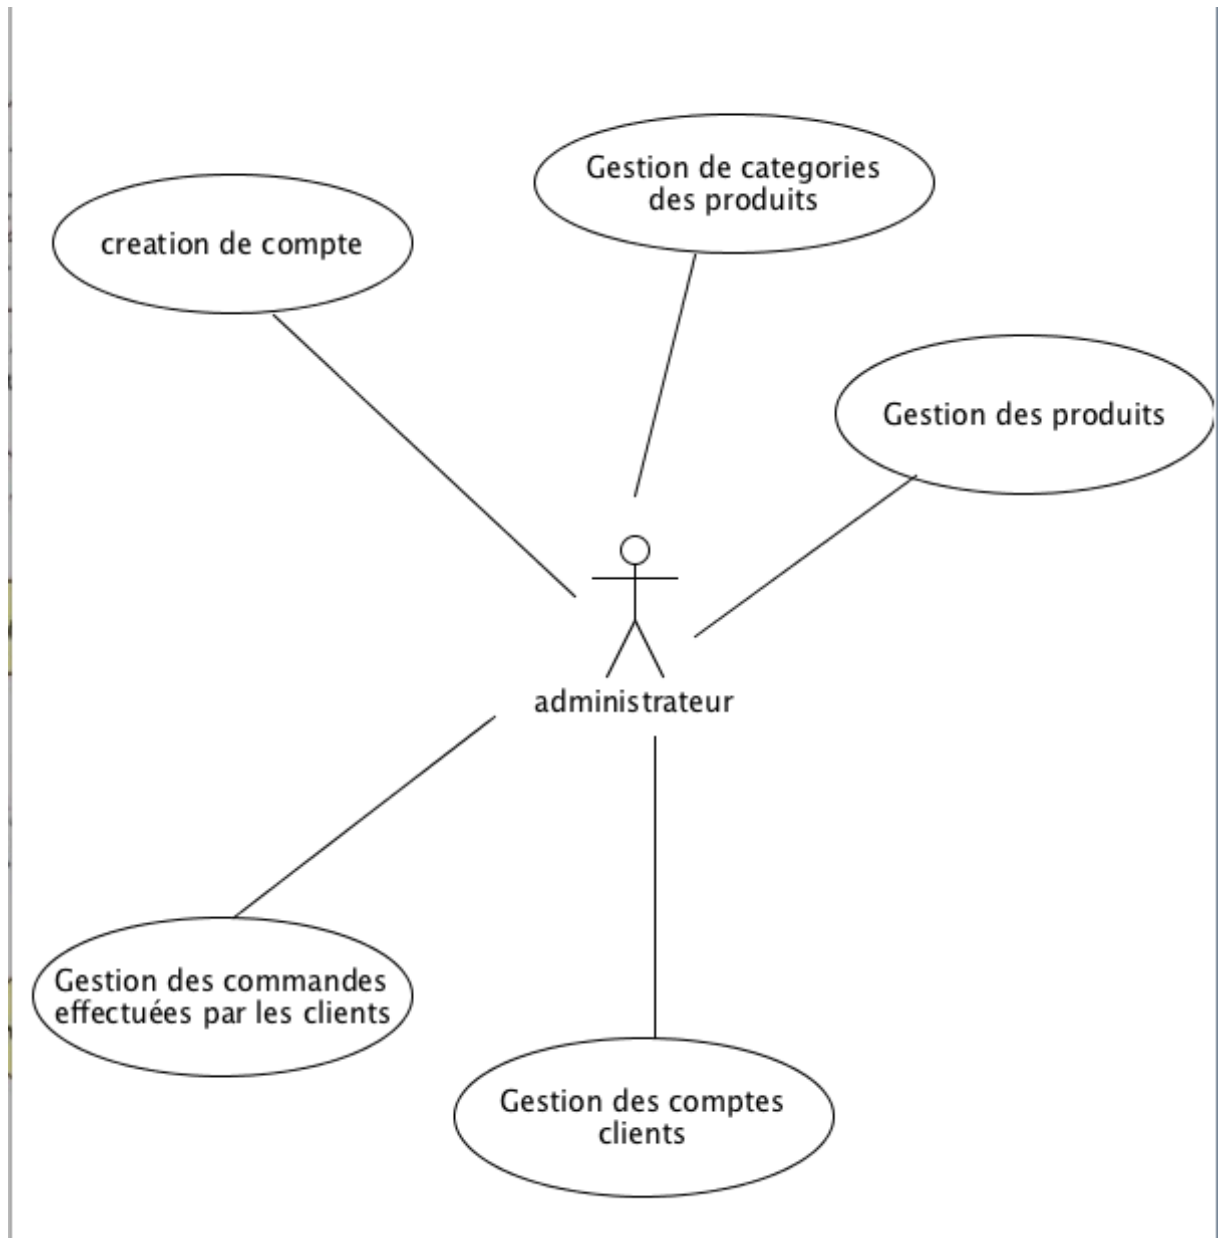 Gestion de categories
des produits
creation de compte
Gestion des produits
administrateur
Gestion des commandes
effectuées par les clients
Gestion des comptes
clients